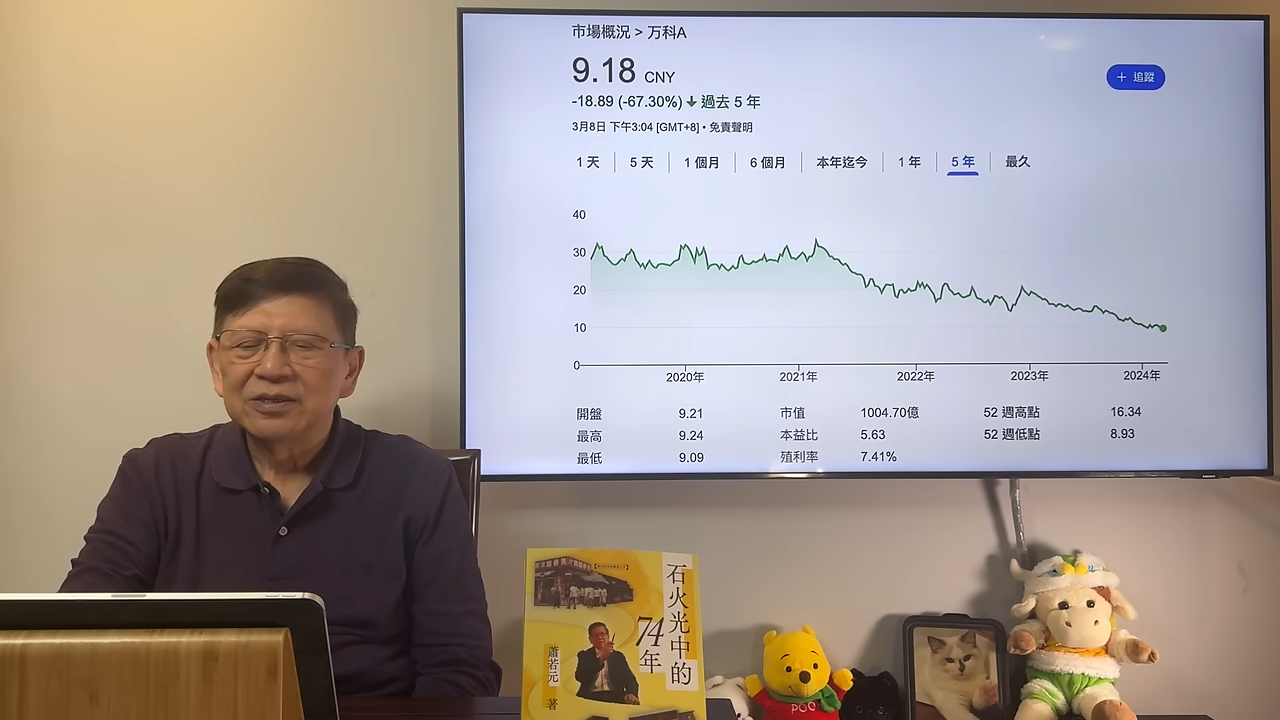 市場概況 > 万科A
9.18 CNY
-18.89 (-67.30%) 過去 5 年
3月8日 下午3:04 [GMT+8] • 免責聲明
+ 追蹤
1 天 5 天 1 個月 6 個月 本年迄今 1 年 5 年 最久
40
30
20
10
0
2020年 2021年 2022年 2023年 2024年
開盤 9.21 市值 1004.70億 52 週高點 16.34
最高 9.24 本益比 5.63 52 週低點 8.93
最低 9.09 殖利率 7.41%
石火光中的
74年
蕭若元 著
POO